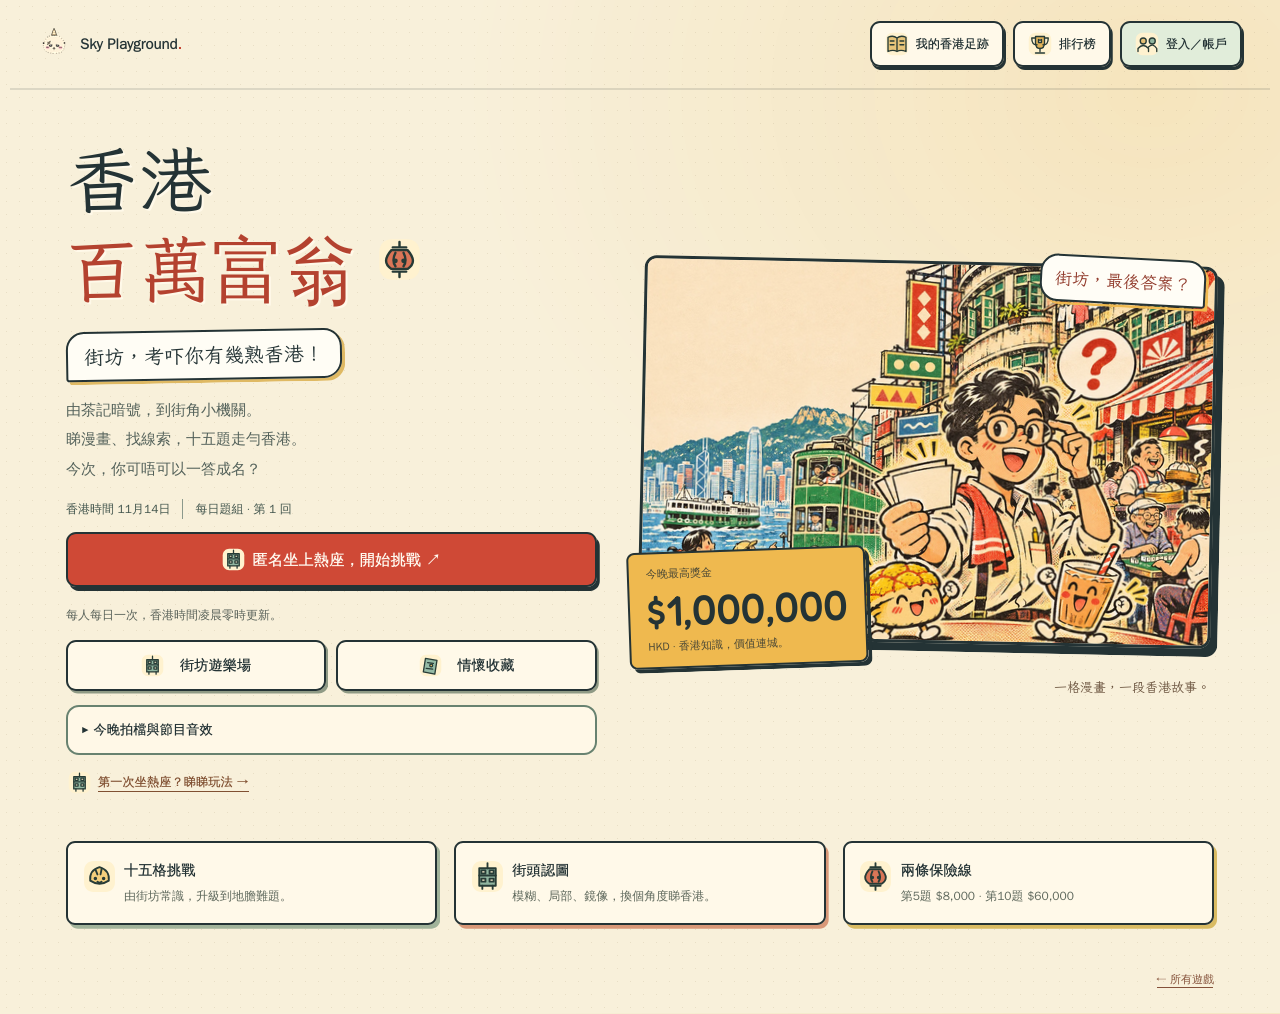 Sky Playground.
我的香港足跡
排行榜
登入／帳戶
香港
百萬富翁
街坊，考吓你有幾熟香港！
由茶記暗號，到街角小機關。
睇漫畫、找線索，十五題走勻香港。
今次，你可唔可以一答成名？
香港時間 11月14日
每日題組 · 第 1 回
匿名坐上熱座，開始挑戰 ↗
每人每日一次，香港時間凌晨零時更新。
街坊遊樂場
情懷收藏
▸ 今晚拍檔與節目音效
第一次坐熱座？睇睇玩法 →
街坊，最後答案？
?
今晚最高獎金
$1,000,000
HKD · 香港知識，價值連城。
一格漫畫，一段香港故事。
十五格挑戰
由街坊常識，升級到地膽難題。
街頭認圖
模糊、局部、鏡像，換個角度睇香港。
兩條保險線
第5題 $8,000 · 第10題 $60,000
← 所有遊戲